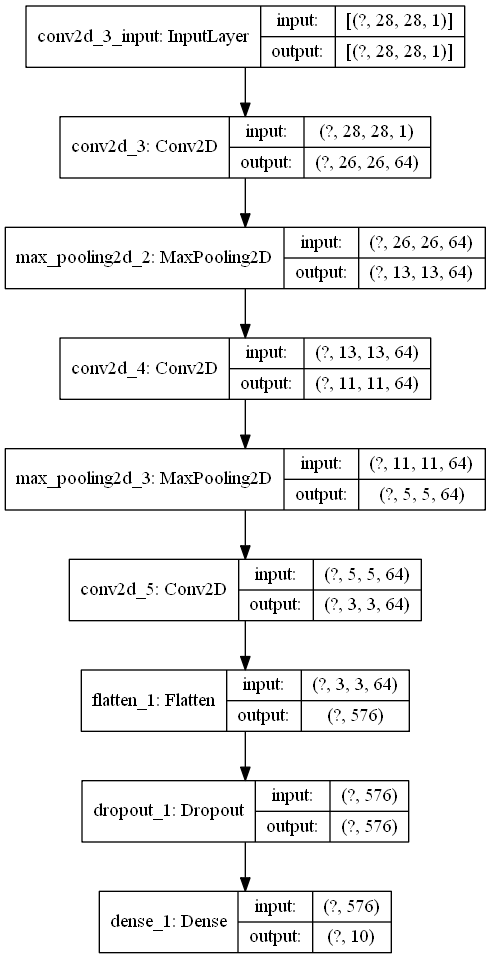 conv2d_3_input: InputLayer
input: [(?, 28, 28, 1)]
output: [(?, 28, 28, 1)]
conv2d_3: Conv2D
input: (?, 28, 28, 1)
output: (?, 26, 26, 64)
max_pooling2d_2: MaxPooling2D
input: (?, 26, 26, 64)
output: (?, 13, 13, 64)
conv2d_4: Conv2D
input: (?, 13, 13, 64)
output: (?, 11, 11, 64)
max_pooling2d_3: MaxPooling2D
input: (?, 11, 11, 64)
output: (?, 5, 5, 64)
conv2d_5: Conv2D
input: (?, 5, 5, 64)
output: (?, 3, 3, 64)
flatten_1: Flatten
input: (?, 3, 3, 64)
output: (?, 576)
dropout_1: Dropout
input: (?, 576)
output: (?, 576)
dense_1: Dense
input: (?, 576)
output: (?, 10)